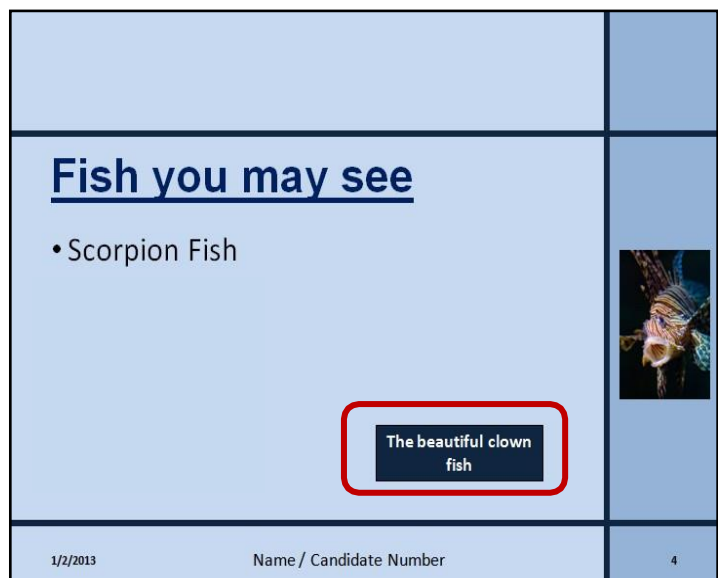 Fish you may see
• Scorpion Fish
The beautiful clown
fish
1/2/2013 Name / Candidate Number 4